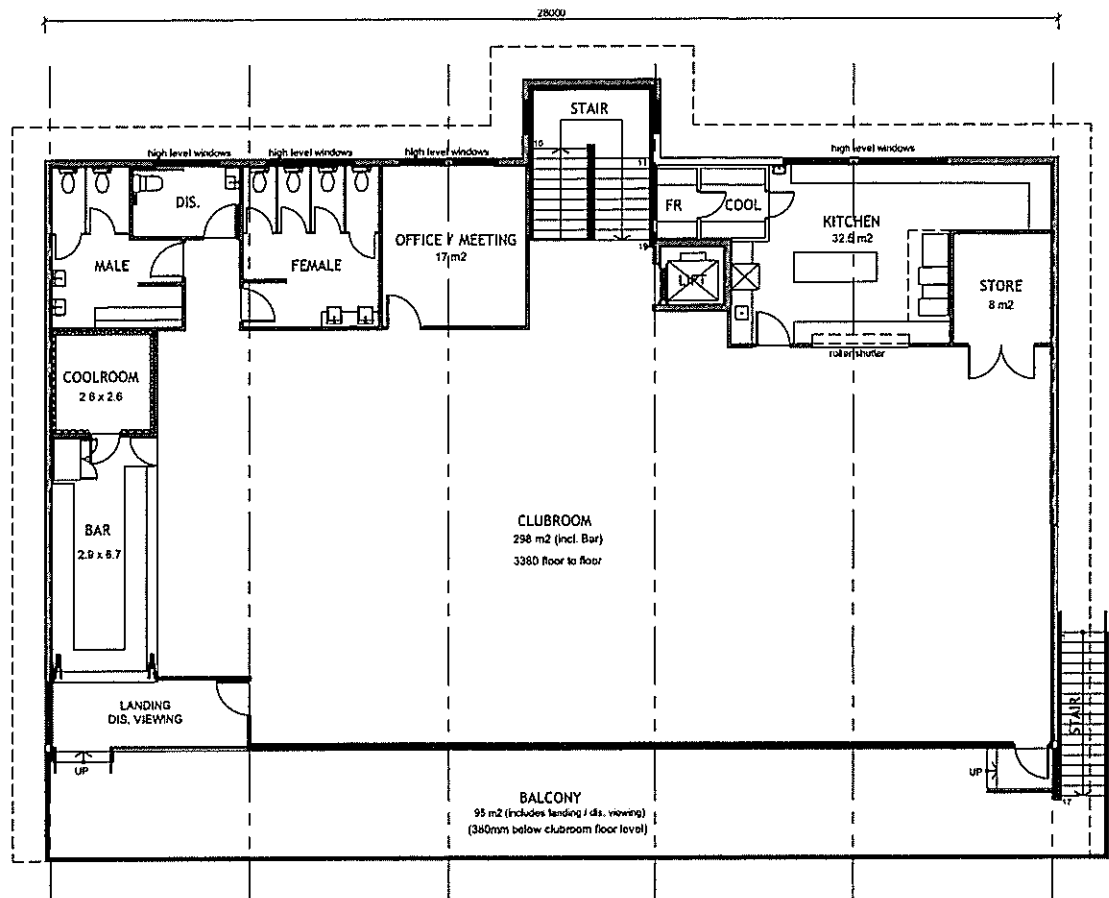 28000
STAIR
16
11
19
high level windows
high level windows
high level windows
high level windows
DIS.
MALE
FEMALE
OFFICE / MEETING
17 m2
FR
COOL
KITCHEN
32.5 m2
LIFT
STORE
8 m2
roller shutter
COOLROOM
2.6 x 2.6
BAR
2.9 x 6.7
CLUBROOM
298 m2 (incl. Bar)
3380 floor to floor
LANDING
DIS. VIEWING
UP
UP
STAIR
17
BALCONY
95 m2 (includes landing / dis. viewing)
(380mm below clubroom floor level)